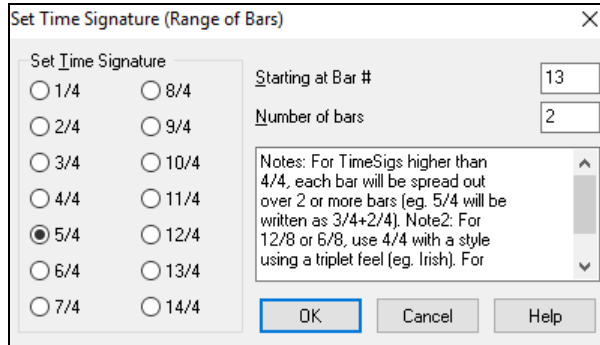 Set Time Signature (Range of Bars)
Set Time Signature
1/4
2/4
3/4
4/4
5/4
6/4
7/4
8/4
9/4
10/4
11/4
12/4
13/4
14/4
Starting at Bar # 13
Number of bars 2
Notes: For TimeSigs higher than
4/4, each bar will be spread out
over 2 or more bars (eg. 5/4 will be
written as 3/4+2/4). Note2: For
12/8 or 6/8, use 4/4 with a style
using a triplet feel (eg. Irish). For
OK Cancel Help